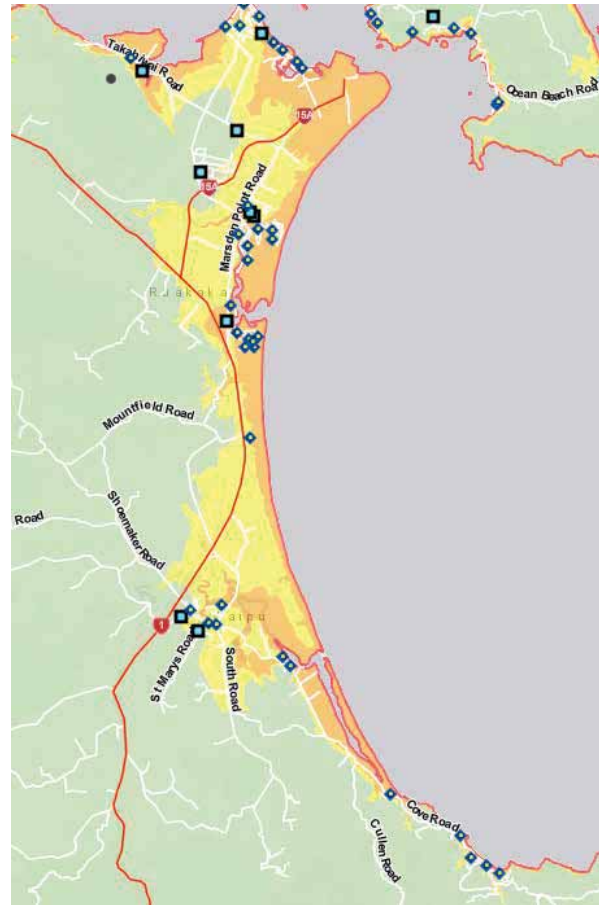 Takahiwai Road
Ocean Beach Road
15A
15A
Marsden Point Road
Ruakaka
Mountfield Road
Shoemaker Road
Road
1
St Marys Road
South Road
Cove Road
Cullen Road